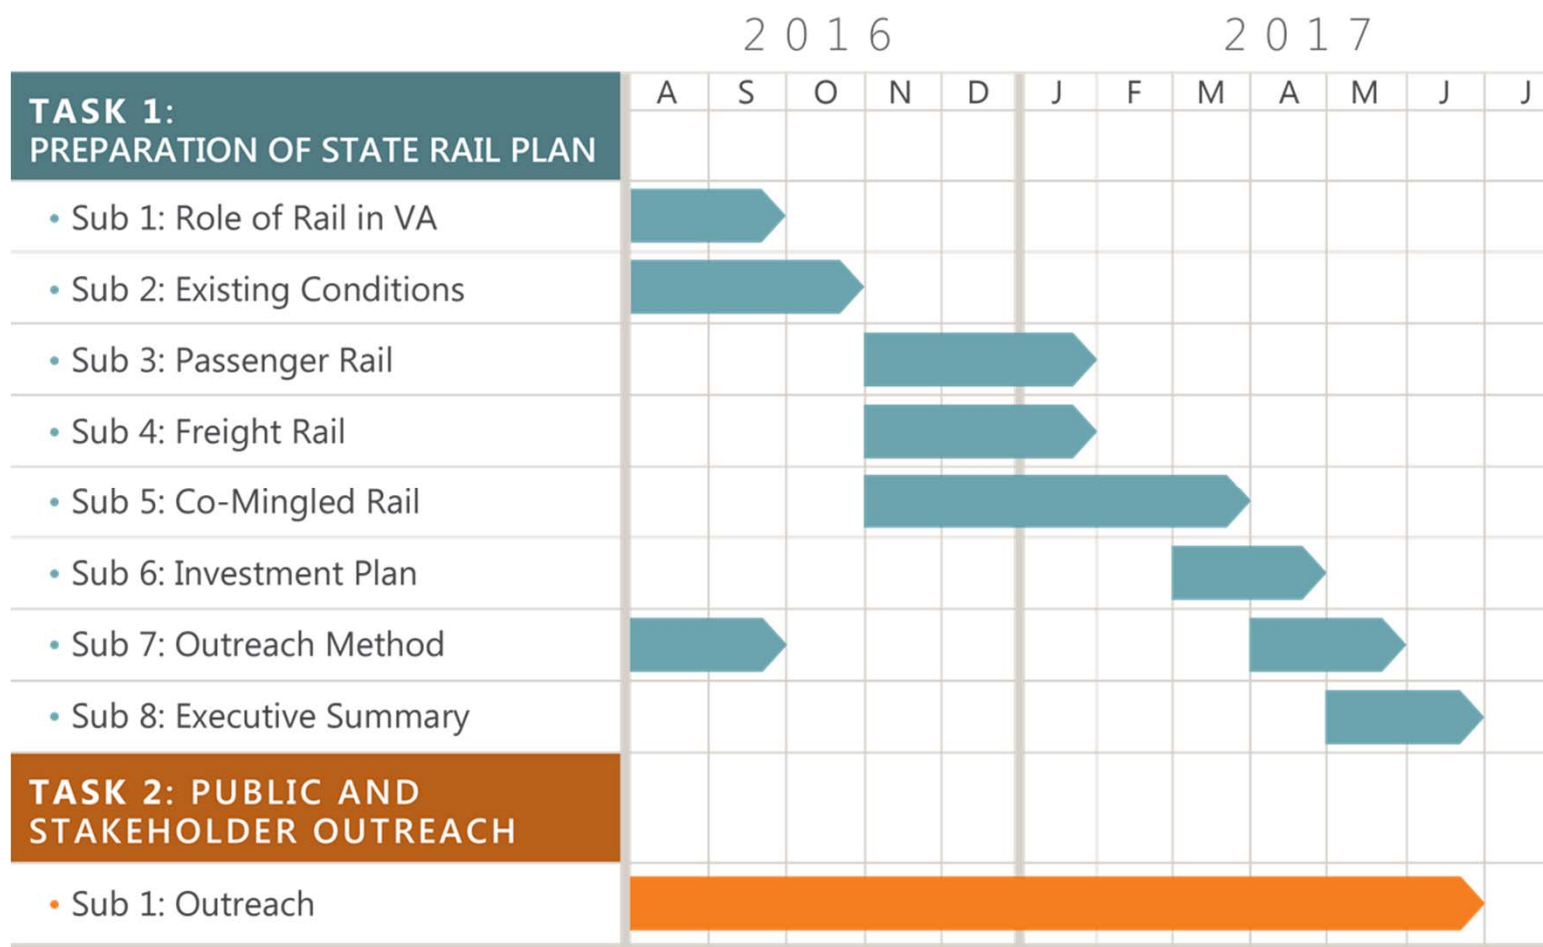 2016 2017
A S O N D J F M A M J J
TASK 1:
PREPARATION OF STATE RAIL PLAN
• Sub 1: Role of Rail in VA
• Sub 2: Existing Conditions
• Sub 3: Passenger Rail
• Sub 4: Freight Rail
• Sub 5: Co-Mingled Rail
• Sub 6: Investment Plan
• Sub 7: Outreach Method
• Sub 8: Executive Summary
TASK 2: PUBLIC AND
STAKEHOLDER OUTREACH
• Sub 1: Outreach